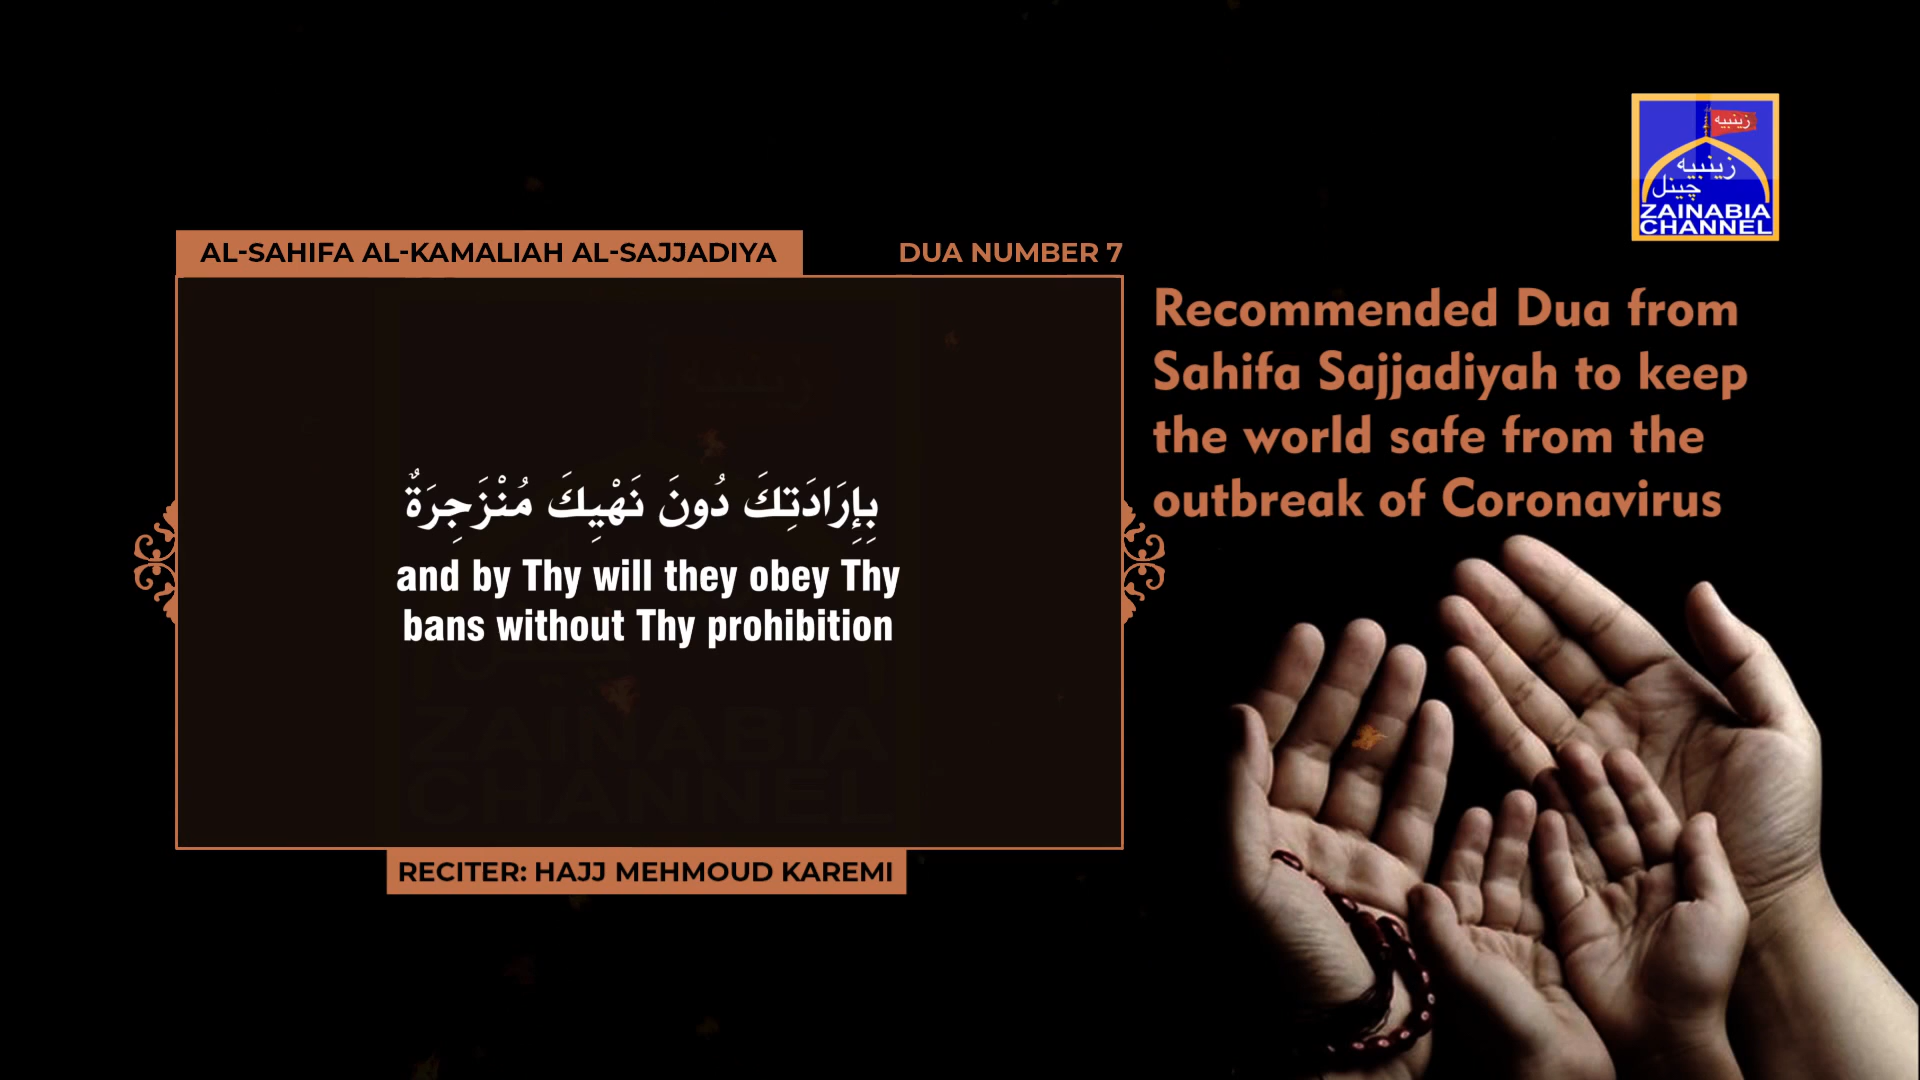 زينبيه
زينبيه
چينل
ZAINABIA
CHANNEL
AL-SAHIFA AL-KAMALIAH AL-SAJJADIYA
DUA NUMBER 7
بِإِرَادَتِكَ دُونَ نَهْيِكَ مُنْزَجِرَةٌ
and by Thy will they obey Thy
bans without Thy prohibition
RECITER: HAJJ MEHMOUD KAREMI
Recommended Dua from
Sahifa Sajjadiyah to keep
the world safe from the
outbreak of Coronavirus
ZAINABIA
CHANNEL